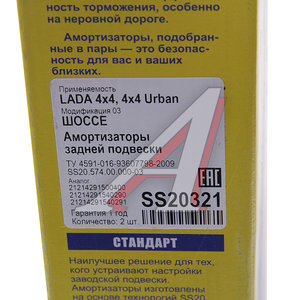 ность торможения, особенно
на неровной дороге.
Амортизаторы, подобран-
ные в пары — это безопас-
ность для вас и ваших
близких.
Применяемость
LADA 4x4, 4x4 Urban
Модификация 03
ШОССЕ
Амортизаторы
задней подвески
ТУ 4591-016-93607798-2009
SS20.574.00.000-03
Аналог
21214291500400
21214291540290
21214291540291
Гарантия 1 год
Количество: 2 шт.
SS20321
EAC
СТАНДАРТ
Наилучшее решение для тех,
кого устраивают настройки
заводской подвески.
Амортизаторы изготовлены
на основе технологий SS20